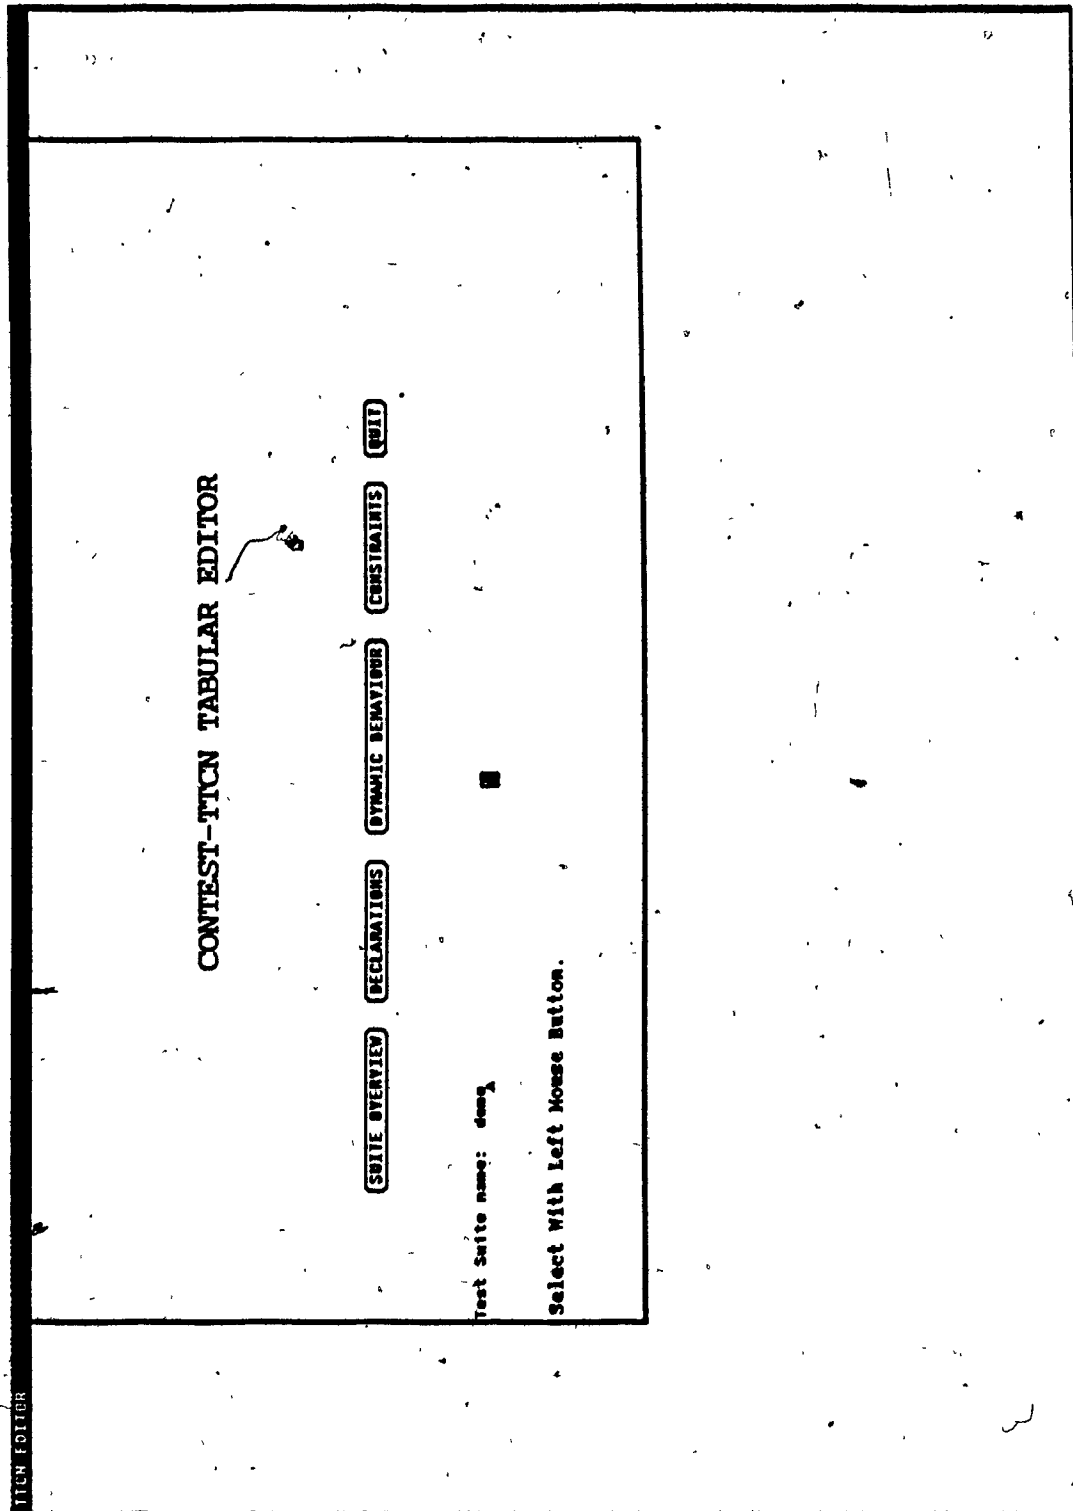 TTCN EDITOR
CONTEST-TTCN TABULAR EDITOR
SUITE OVERVIEW DECLARATIONS DYNAMIC BEHAVIOUR CONSTRAINTS QUIT
Test Suite name: demo
Select With Left Mouse Button.